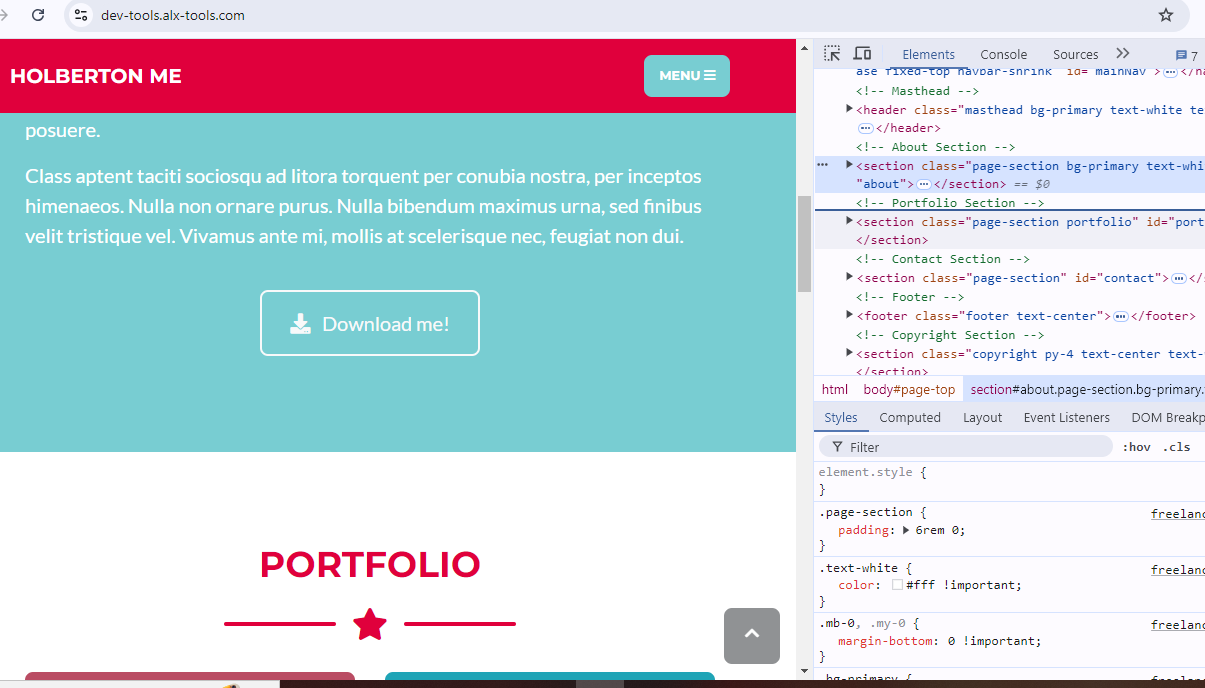 dev-tools.alx-tools.com
HOLBERTON ME
MENU
posuere.
Class aptent taciti sociosqu ad litora torquent per conubia nostra, per inceptos
himenaeos. Nulla non ornare purus. Nulla bibendum maximus urna, sed finibus
velit tristique vel. Vivamus ante mi, mollis at scelerisque nec, feugiat non dui.
Download me!
PORTFOLIO
Elements Console Sources 7
ase fixed-top navbar-shrink" id="mainNav">…</na
<!-- Masthead -->
▶<header class="masthead bg-primary text-white te
…</header>
<!-- About Section -->
… ▶<section class="page-section bg-primary text-whi
"about">…</section> == $0
<!-- Portfolio Section -->
▶<section class="page-section portfolio" id="port
</section>
<!-- Contact Section -->
▶<section class="page-section" id="contact">…</s
<!-- Footer -->
▶<footer class="footer text-center">…</footer>
<!-- Copyright Section -->
▶<section class="copyright py-4 text-center text-
</section>
html body#page-top section#about.page-section.bg-primary.
Styles Computed Layout Event Listeners DOM Breakp
Filter :hov .cls
element.style {
}
.page-section { freelanc
padding: ▶ 6rem 0;
}
.text-white { freelanc
color: #fff !important;
}
.mb-0, .my-0 { freelanc
margin-bottom: 0 !important;
}
.bg-primary { freelanc